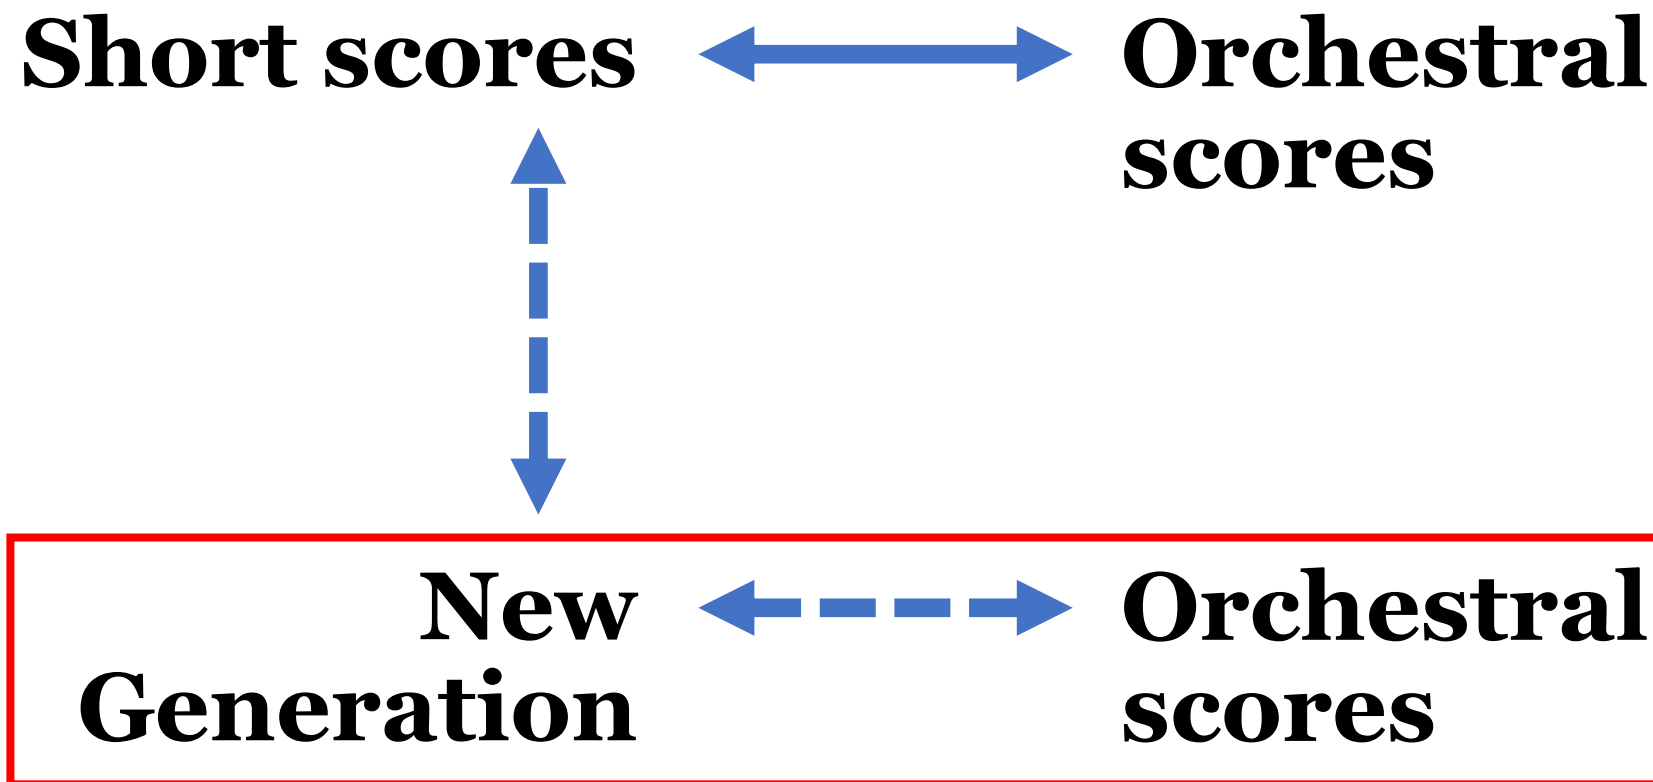 Short scores
Orchestral
scores
New
Generation
Orchestral
scores